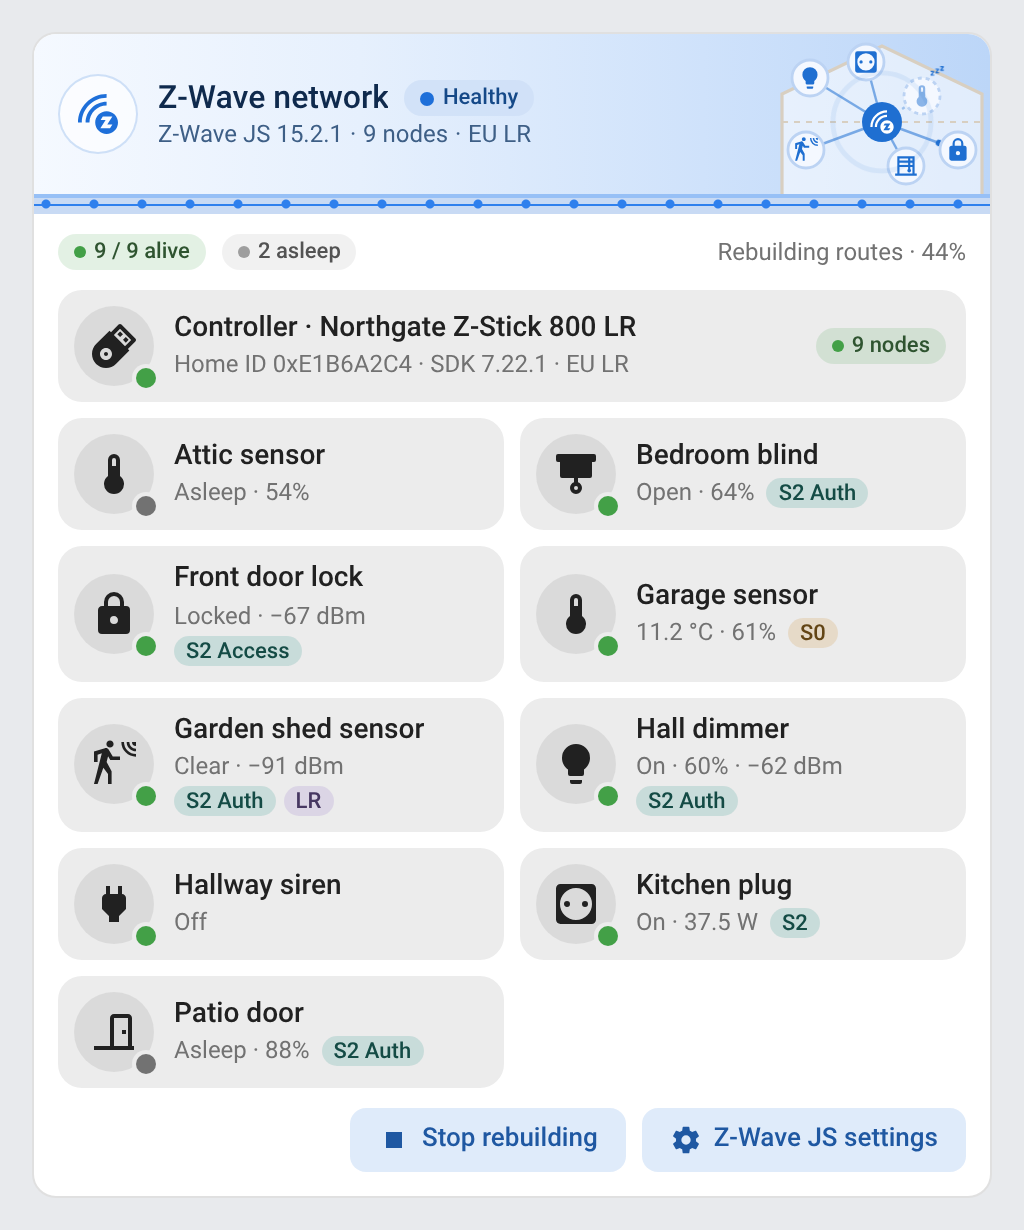 Z-Wave network
Healthy
Z-Wave JS 15.2.1 · 9 nodes · EU LR
zzz
9 / 9 alive
2 asleep
Rebuilding routes · 44%
Controller · Northgate Z-Stick 800 LR
Home ID 0xE1B6A2C4 · SDK 7.22.1 · EU LR
9 nodes
Attic sensor
Asleep · 54%
Bedroom blind
Open · 64% S2 Auth
Front door lock
Locked · −67 dBm
S2 Access
Garage sensor
11.2 °C · 61% S0
Garden shed sensor
Clear · −91 dBm
S2 Auth LR
Hall dimmer
On · 60% · −62 dBm
S2 Auth
Hallway siren
Off
Kitchen plug
On · 37.5 W S2
Patio door
Asleep · 88% S2 Auth
Stop rebuilding
Z-Wave JS settings